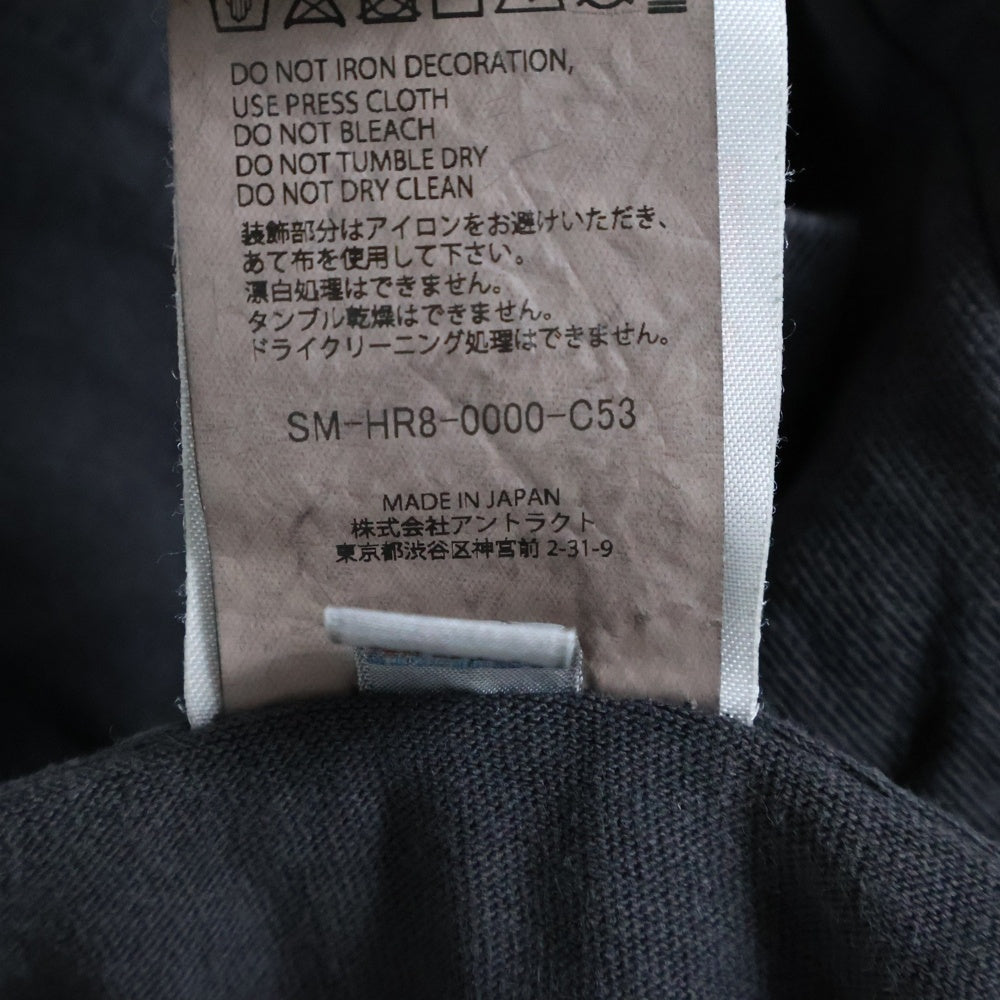 DO NOT IRON DECORATION,
USE PRESS CLOTH
DO NOT BLEACH
DO NOT TUMBLE DRY
DO NOT DRY CLEAN
装飾部分はアイロンをお避けいただき、
あて布を使用して下さい。
漂白処理はできません。
タンブル乾燥はできません。
ドライクリーニング処理はできません。
SM-HR8-0000-C53
MADE IN JAPAN
株式会社アントラクト
東京都渋谷区神宮前 2-31-9